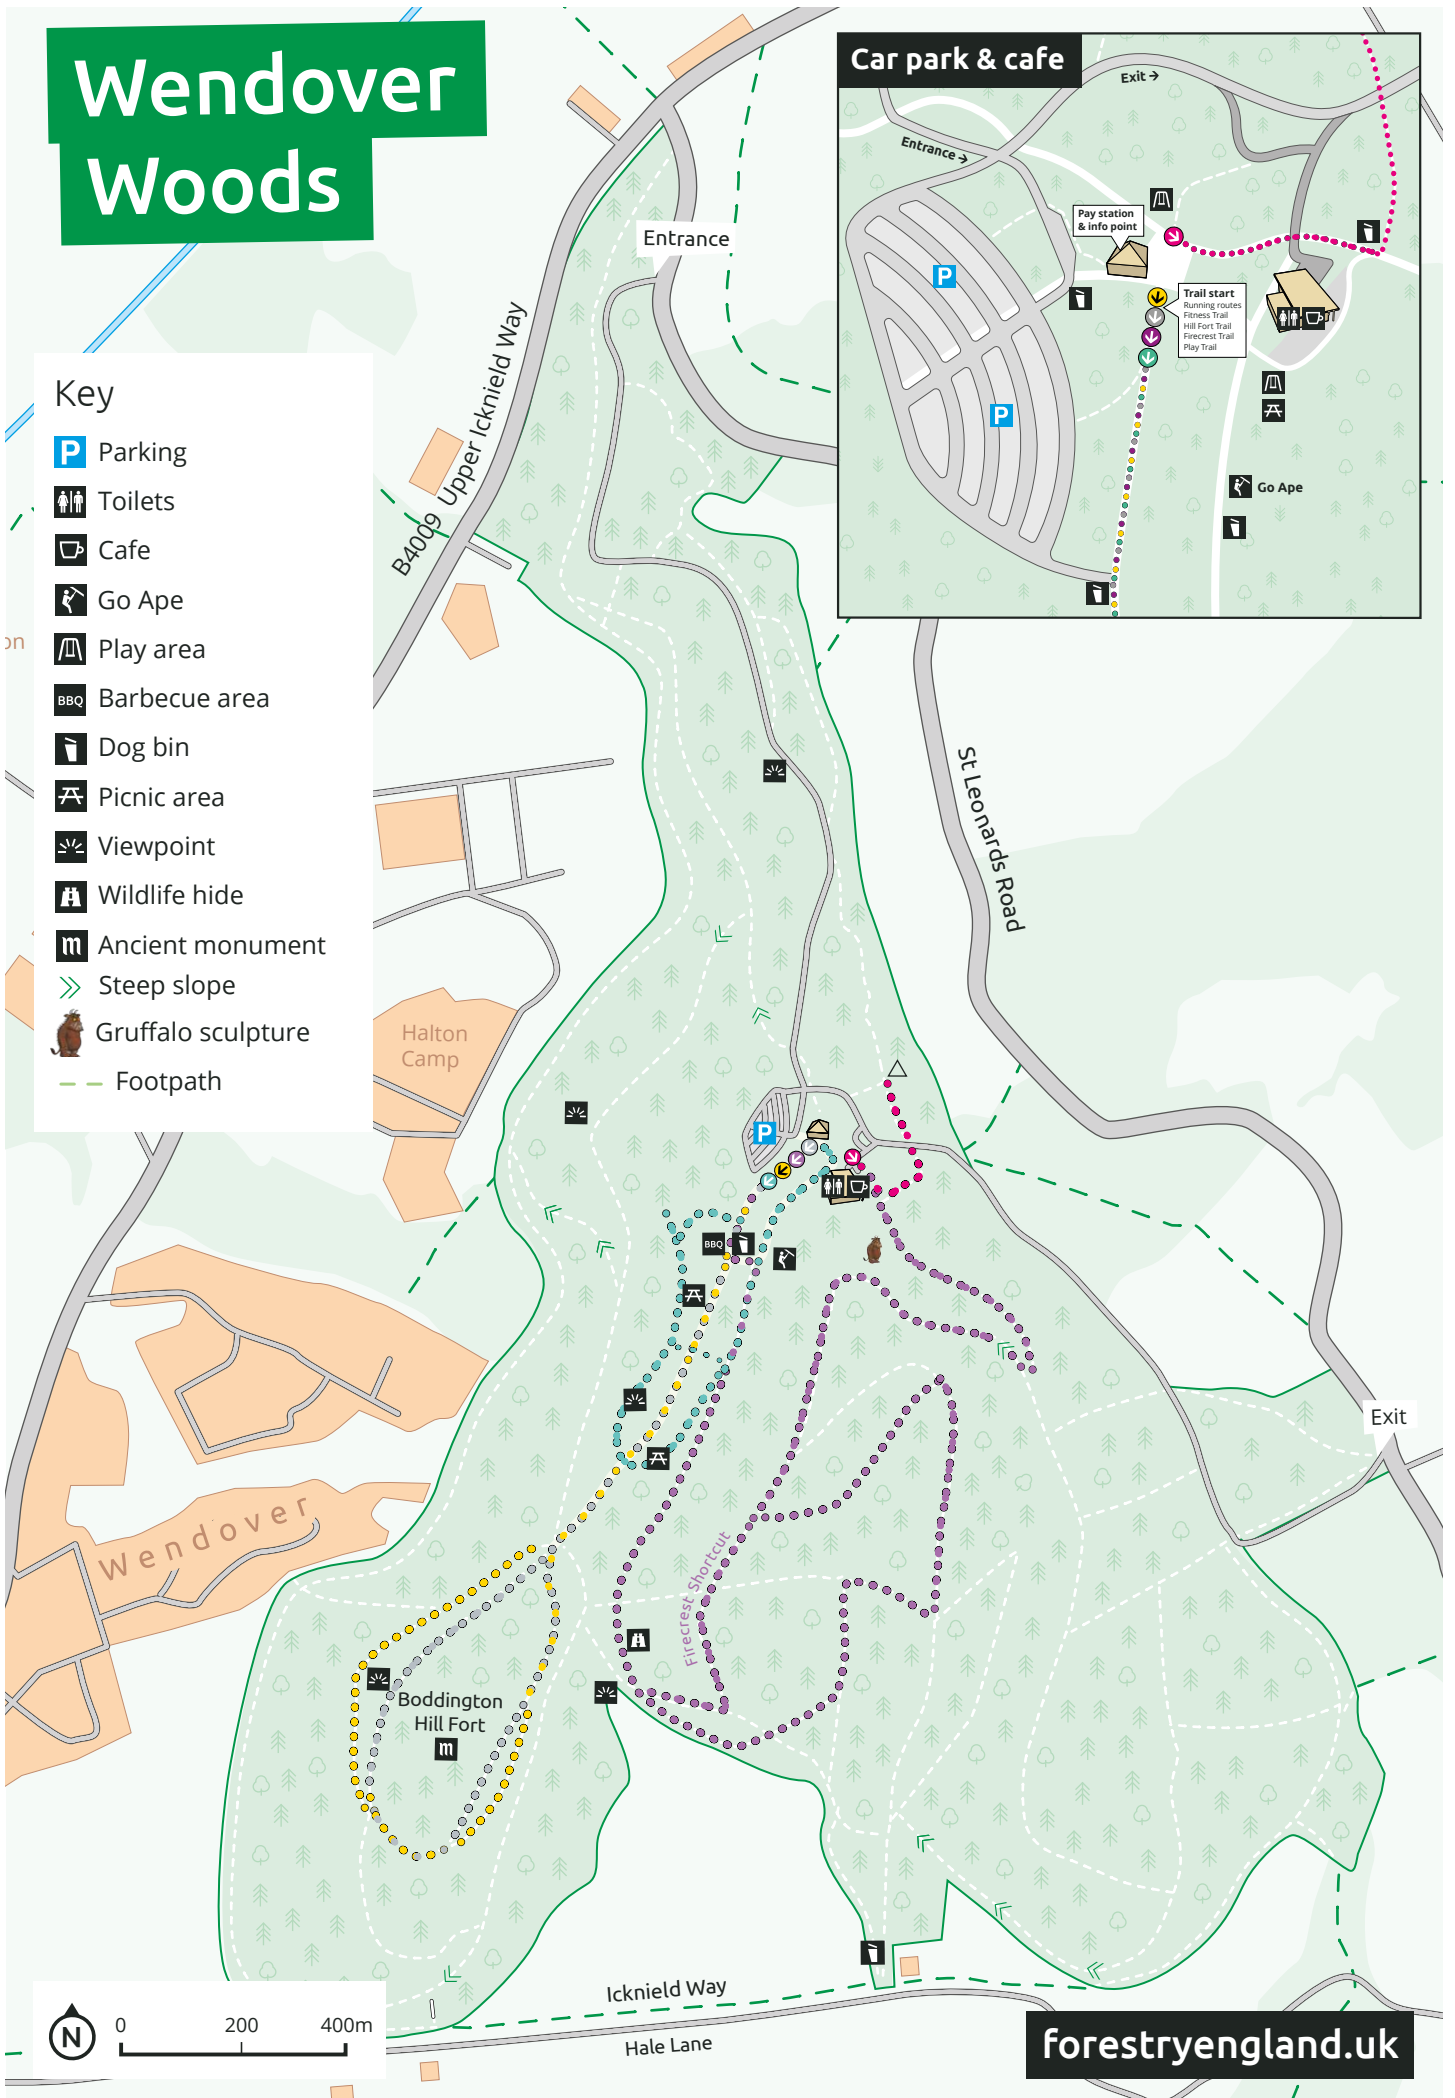 Wendover
Woods
Car park & cafe
Exit →
Entrance →
Pay station
& info point
P
P
Trail start
Running routes
Fitness Trail
Hill Fort Trail
Firecrest Trail
Play Trail
Go Ape
Entrance
B4009 Upper Icknield Way
Key
P Parking
Toilets
Cafe
Go Ape
Play area
BBQ Barbecue area
Dog bin
Picnic area
Viewpoint
Wildlife hide
m Ancient monument
Steep slope
Gruffalo sculpture
Footpath
on
St Leonards Road
Halton
Camp
P
BBQ
Exit
Wendover
Firecrest Shortcut
Boddington
Hill Fort
m
Icknield Way
Hale Lane
N
0 200 400m
forestryengland.uk